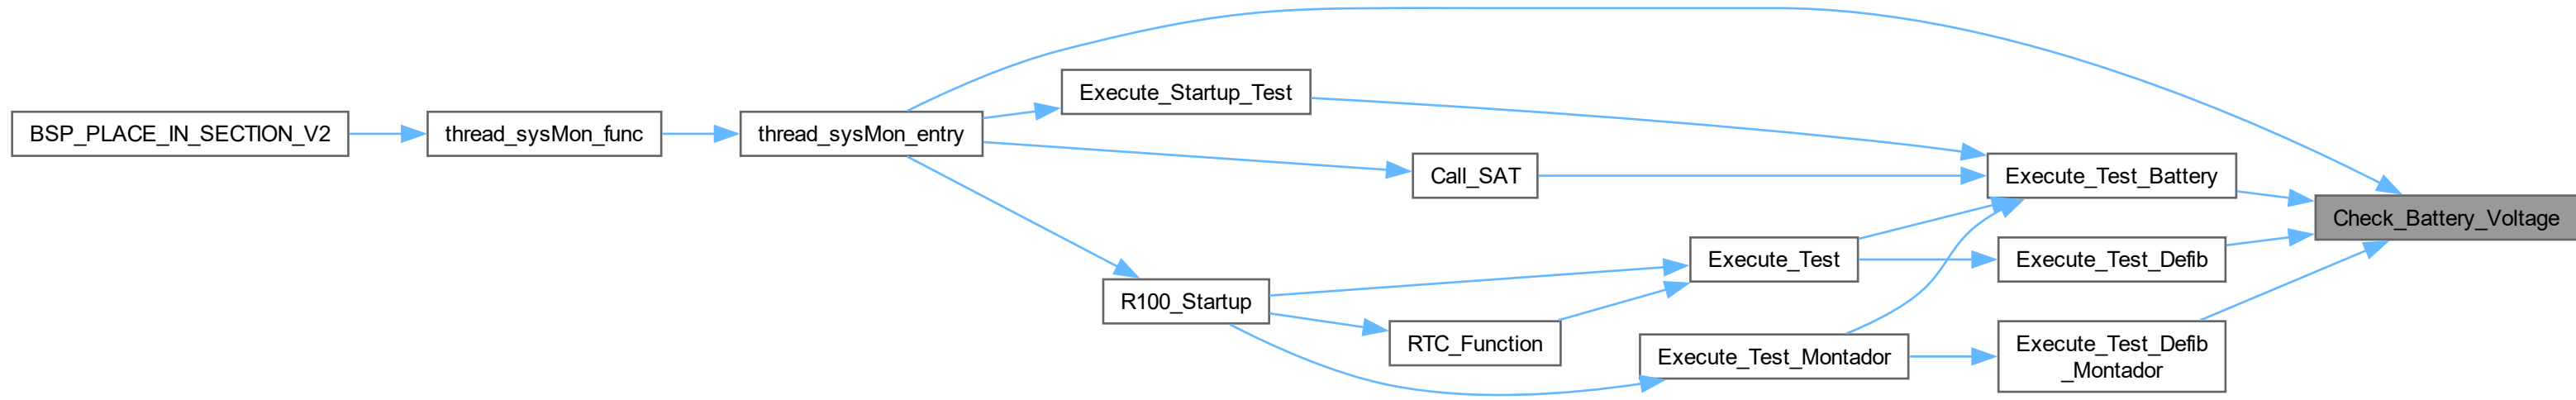 BSP_PLACE_IN_SECTION_V2
thread_sysMon_func
thread_sysMon_entry
Execute_Startup_Test
Call_SAT
R100_Startup
RTC_Function
Execute_Test
Execute_Test_Montador
Execute_Test_Battery
Execute_Test_Defib
Execute_Test_Defib
_Montador
Check_Battery_Voltage